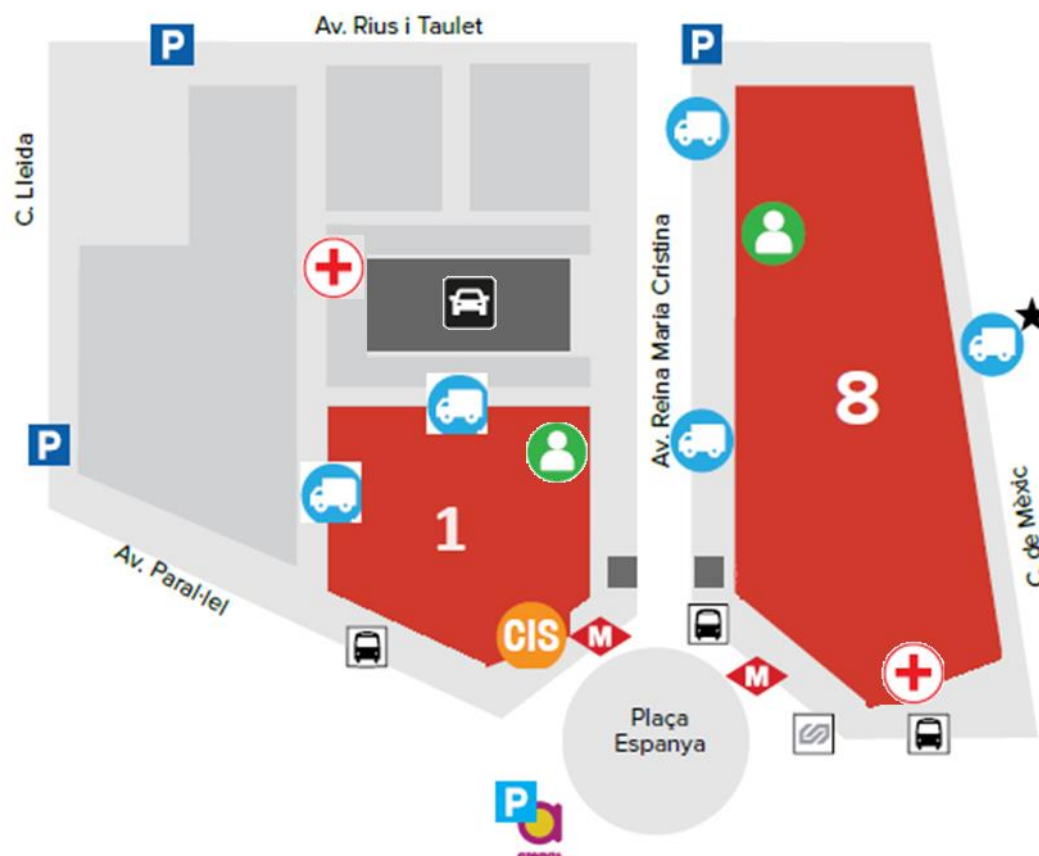 Av. Rius i Taulet
P
P
C. Lleida
Av. Reina Maria Cristina
8
P
1
C. de Mèxic
Av. Paral·lel
CIS
M
M
Plaça
Espanya
P